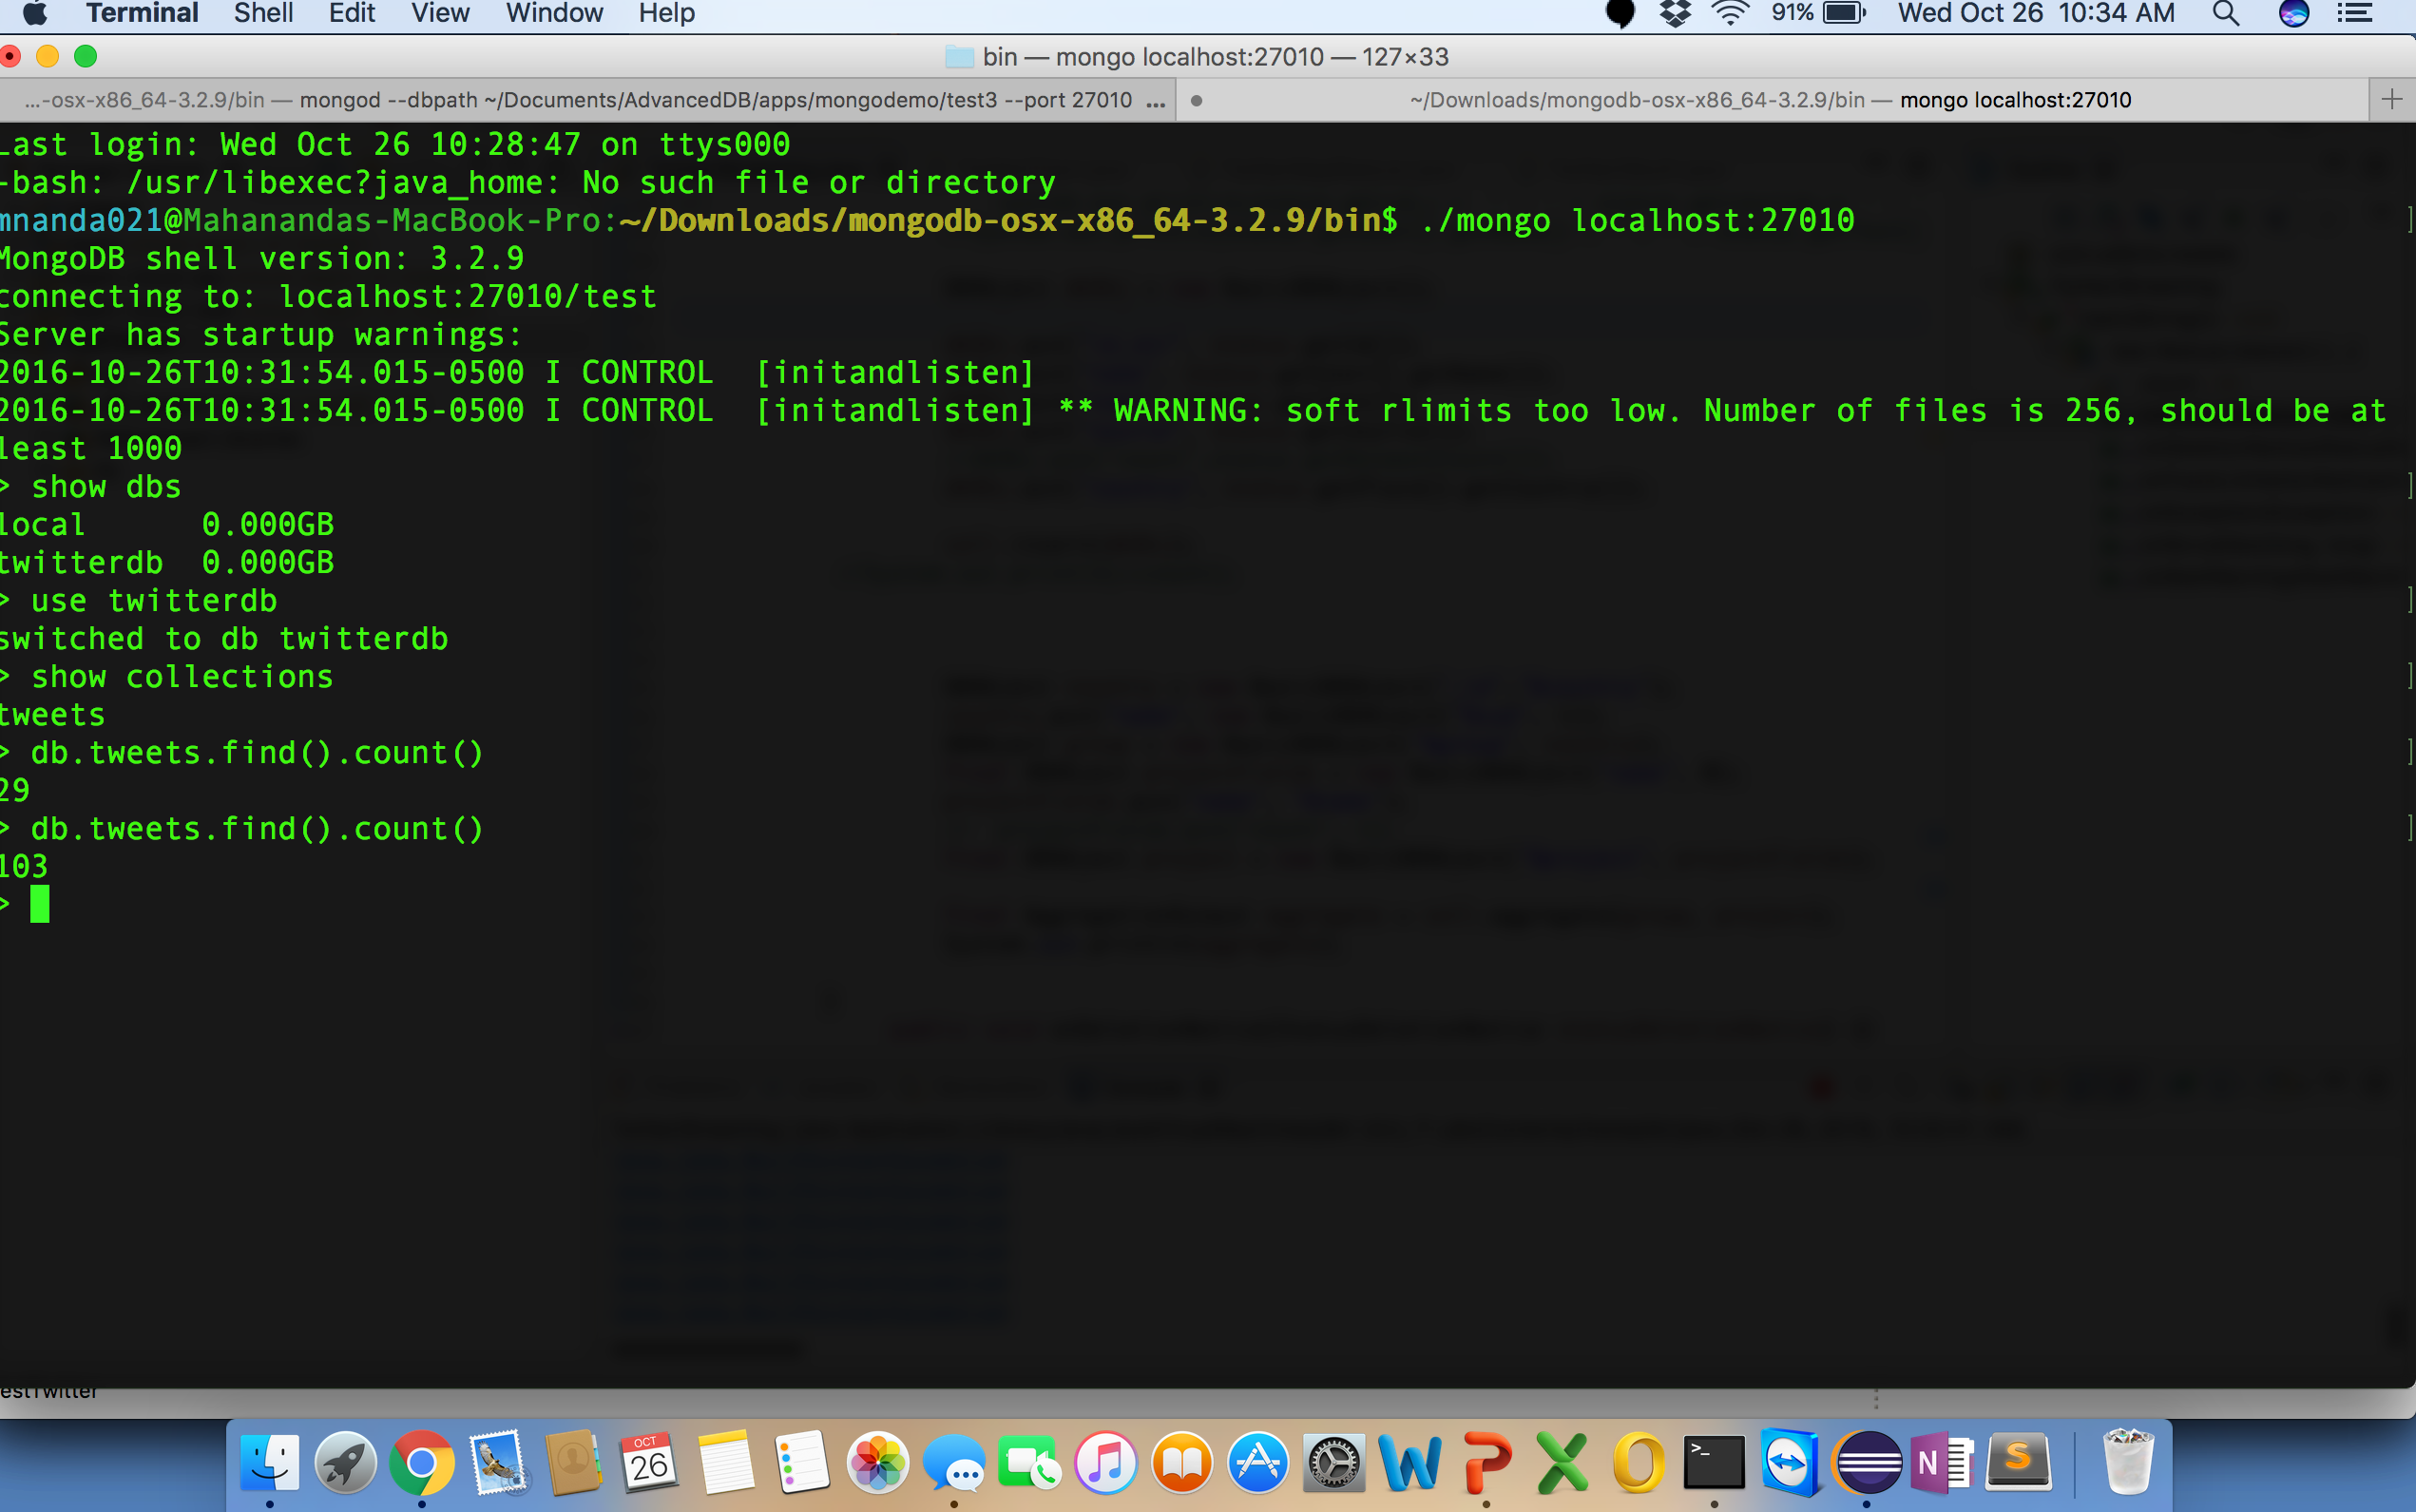 Terminal Shell Edit View Window Help 91% Wed Oct 26 10:34 AM
bin — mongo localhost:27010 — 127×33
...-osx-x86_64-3.2.9/bin — mongod --dbpath ~/Documents/AdvancedDB/apps/mongodemo/test3 --port 27010 ... ~/Downloads/mongodb-osx-x86_64-3.2.9/bin — mongo localhost:27010
Last login: Wed Oct 26 10:28:47 on ttys000
-bash: /usr/libexec?java_home: No such file or directory
mnanda021@Mahanandas-MacBook-Pro:~/Downloads/mongodb-osx-x86_64-3.2.9/bin$ ./mongo localhost:27010
MongoDB shell version: 3.2.9
connecting to: localhost:27010/test
Server has startup warnings:
2016-10-26T10:31:54.015-0500 I CONTROL  [initandlisten]
2016-10-26T10:31:54.015-0500 I CONTROL  [initandlisten] ** WARNING: soft rlimits too low. Number of files is 256, should be at
least 1000
> show dbs
local      0.000GB
twitterdb  0.000GB
> use twitterdb
switched to db twitterdb
> show collections
tweets
> db.tweets.find().count()
29
> db.tweets.find().count()
103
>
estTwitter
OCT
26